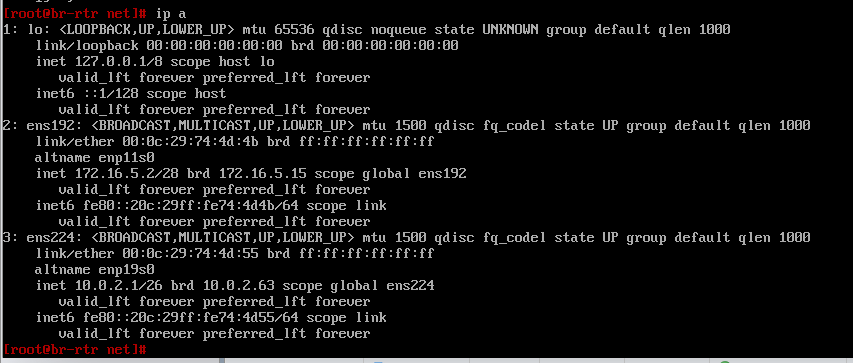 [root@br-rtr net]# ip a
1: lo: <LOOPBACK,UP,LOWER_UP> mtu 65536 qdisc noqueue state UNKNOWN group default qlen 1000
    link/loopback 00:00:00:00:00:00 brd 00:00:00:00:00:00
    inet 127.0.0.1/8 scope host lo
       valid_lft forever preferred_lft forever
    inet6 ::1/128 scope host
       valid_lft forever preferred_lft forever
2: ens192: <BROADCAST,MULTICAST,UP,LOWER_UP> mtu 1500 qdisc fq_codel state UP group default qlen 1000
    link/ether 00:0c:29:74:4d:4b brd ff:ff:ff:ff:ff:ff
    altname enp11s0
    inet 172.16.5.2/28 brd 172.16.5.15 scope global ens192
       valid_lft forever preferred_lft forever
    inet6 fe80::20c:29ff:fe74:4d4b/64 scope link
       valid_lft forever preferred_lft forever
3: ens224: <BROADCAST,MULTICAST,UP,LOWER_UP> mtu 1500 qdisc fq_codel state UP group default qlen 1000
    link/ether 00:0c:29:74:4d:55 brd ff:ff:ff:ff:ff:ff
    altname enp19s0
    inet 10.0.2.1/26 brd 10.0.2.63 scope global ens224
       valid_lft forever preferred_lft forever
    inet6 fe80::20c:29ff:fe74:4d55/64 scope link
       valid_lft forever preferred_lft forever
[root@br-rtr net]#